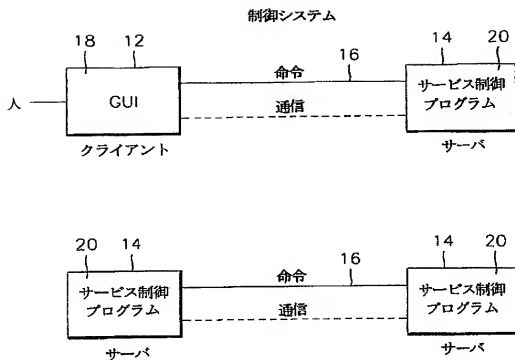 制御システム
18 12
命令 16
14 20
人 GUI
通信
サービス制御
プログラム
クライアント
サーバ
20 14
命令 16
14 20
サービス制御
プログラム
通信
サービス制御
プログラム
サーバ
サーバ